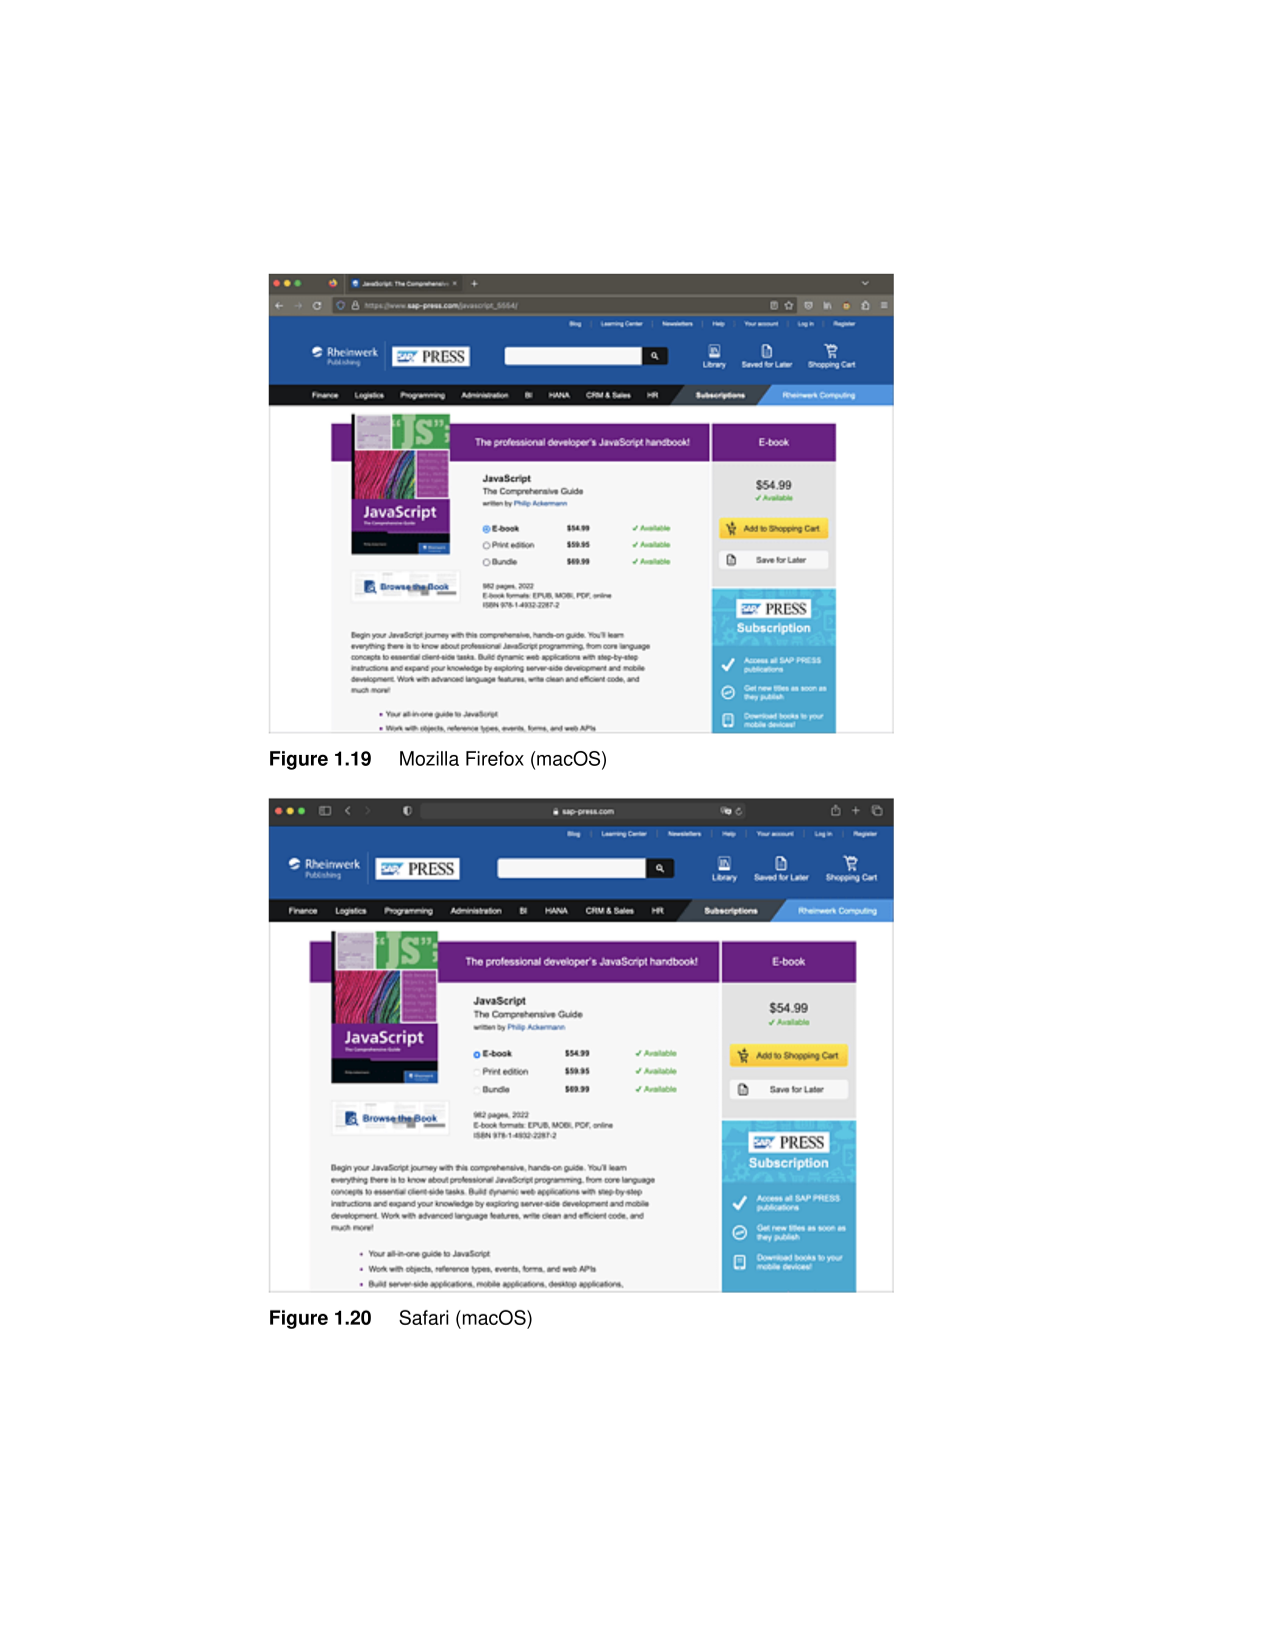 JavaScript: The Comprehensive
https://www.sap-press.com/javascript_5554/
Blog Learning Center Newsletters Help Your account Log in Register
Rheinwerk
Publishing
SAP PRESS
Library Saved for Later Shopping Cart
Finance Logistics Programming Administration BI HANA CRM & Sales HR Subscriptions Rheinwerk Computing
"JS";
The professional developer's JavaScript handbook!
E-book
JavaScript
The Comprehensive Guide
JavaScript
The Comprehensive Guide
written by Philip Ackermann
E-book $54.99 Available
Print edition $59.95 Available
Bundle $69.99 Available
$54.99
Available
Add to Shopping Cart
Save for Later
Browse the Book
982 pages, 2022
E-book formats: EPUB, MOBI, PDF, online
ISBN 978-1-4932-2287-2
SAP PRESS
Subscription
Access all SAP PRESS
publications
Get new titles as soon as
they publish
Download books to your
mobile devices!
Begin your JavaScript journey with this comprehensive, hands-on guide. You'll learn
everything there is to know about professional JavaScript programming, from core language
concepts to essential client-side tasks. Build dynamic web applications with step-by-step
instructions and expand your knowledge by exploring server-side development and mobile
development. Work with advanced language features, write clean and efficient code, and
much more!
• Your all-in-one guide to JavaScript
• Work with objects, reference types, events, forms, and web APIs
Figure 1.19 Mozilla Firefox (macOS)
sap-press.com
Blog Learning Center Newsletters Help Your account Log in Register
Rheinwerk
Publishing
SAP PRESS
Library Saved for Later Shopping Cart
Finance Logistics Programming Administration BI HANA CRM & Sales HR Subscriptions Rheinwerk Computing
"JS";
The professional developer's JavaScript handbook!
E-book
JavaScript
The Comprehensive Guide
JavaScript
The Comprehensive Guide
written by Philip Ackermann
E-book $54.99 Available
Print edition $59.95 Available
Bundle $69.99 Available
$54.99
Available
Add to Shopping Cart
Save for Later
Browse the Book
982 pages, 2022
E-book formats: EPUB, MOBI, PDF, online
ISBN 978-1-4932-2287-2
SAP PRESS
Subscription
Access all SAP PRESS
publications
Get new titles as soon as
they publish
Download books to your
mobile devices!
Begin your JavaScript journey with this comprehensive, hands-on guide. You'll learn
everything there is to know about professional JavaScript programming, from core language
concepts to essential client-side tasks. Build dynamic web applications with step-by-step
instructions and expand your knowledge by exploring server-side development and mobile
development. Work with advanced language features, write clean and efficient code, and
much more!
• Your all-in-one guide to JavaScript
• Work with objects, reference types, events, forms, and web APIs
• Build server-side applications, mobile applications, desktop applications,
Figure 1.20 Safari (macOS)